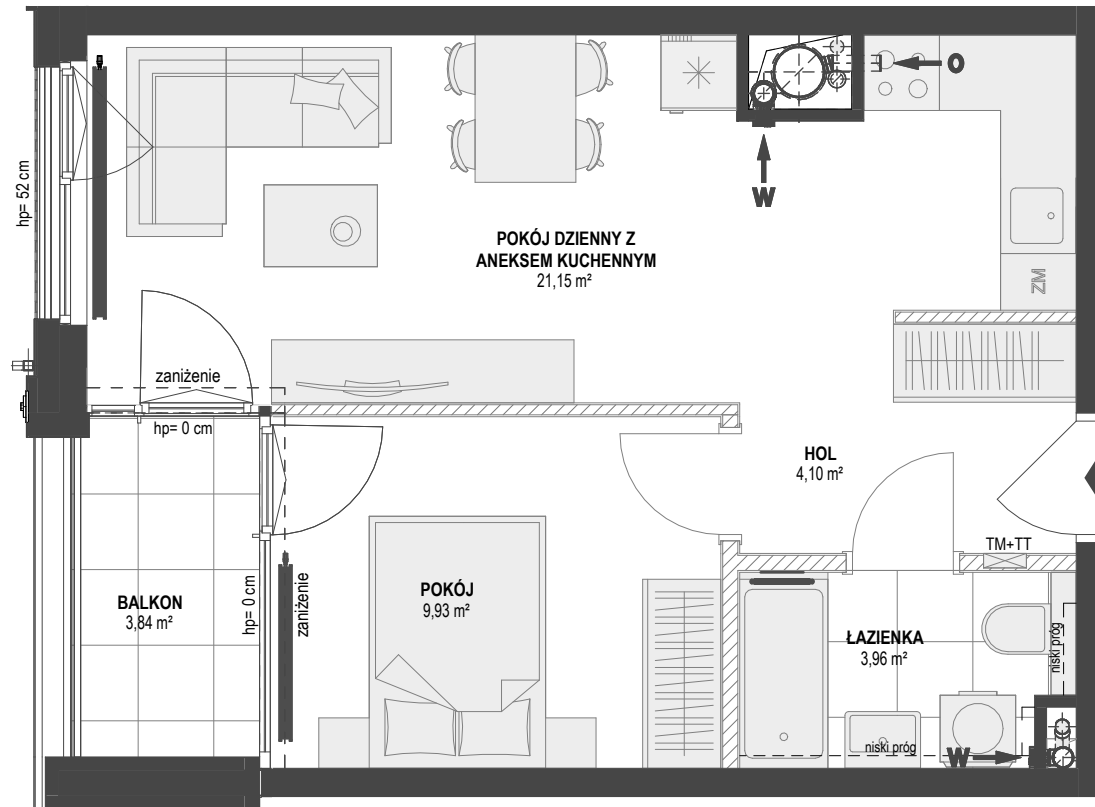 O
W
hp= 52 cm
POKÓJ DZIENNY Z
ANEKSEM KUCHENNYM
21,15 m²
ZM
zaniżenie
hp= 0 cm
HOL
4,10 m²
TM+TT
BALKON
3,84 m²
hp= 0 cm
zaniżenie
POKÓJ
9,93 m²
ŁAZIENKA
3,96 m²
niski próg
niski próg
W